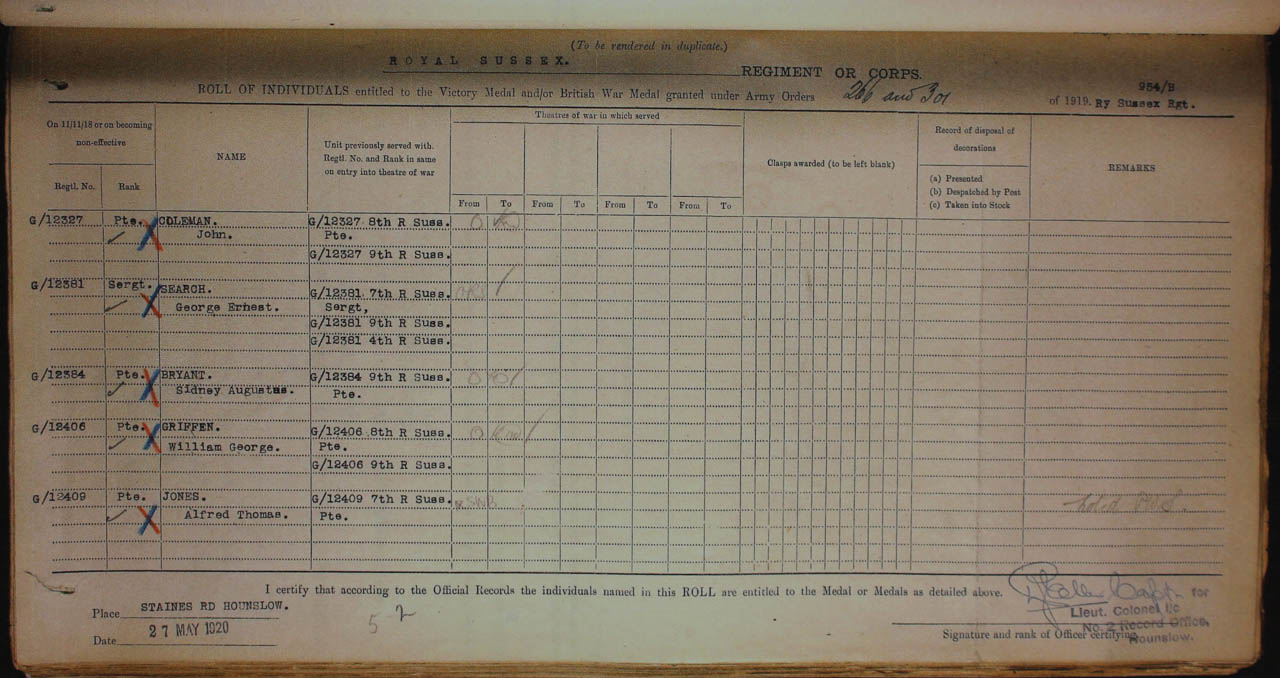 (To be rendered in duplicate.)
ROYAL SUSSEX.
REGIMENT OR CORPS.
ROLL OF INDIVIDUALS entitled to the Victory Medal and/or British War Medal granted under Army Orders 266 and 301
954/B
of 1919. Ry Sussex Rgt.
On 11/11/18 or on becoming non-effective
Regtl. No.
Rank
NAME
Unit previously served with.
Regtl. No. and Rank in same
on entry into theatre of war
Theatres of war in which served
From To From To From To From To
Clasps awarded (to be left blank)
Record of disposal of
decorations
(a) Presented
(b) Despatched by Post
(c) Taken into Stock
REMARKS
G/12327 Pte. COLEMAN. G/12327 8th R Suss.
John. Pte.
G/12327 9th R Suss.
G/12381 Sergt. SEARCH. G/12381 7th R Suss.
George Ernest. Sergt,
G/12381 9th R Suss.
G/12381 4th R Suss.
G/12384 Pte. BRYANT. G/12384 9th R Suss.
Sidney Augustus. Pte.
G/12406 Pte. GRIFFEN. G/12406 8th R Suss.
William George. Pte.
G/12406 9th R Suss.
G/12409 Pte. JONES. G/12409 7th R Suss.
Alfred Thomas. Pte.
I certify that according to the Official Records the individuals named in this ROLL are entitled to the Medal or Medals as detailed above.
Place STAINES RD HOUNSLOW.
Date 27 MAY 1920
5-2
Capt. for
Lieut. Colonel i/c
No. 2 Record Office,
Hounslow.
Signature and rank of Officer certifying